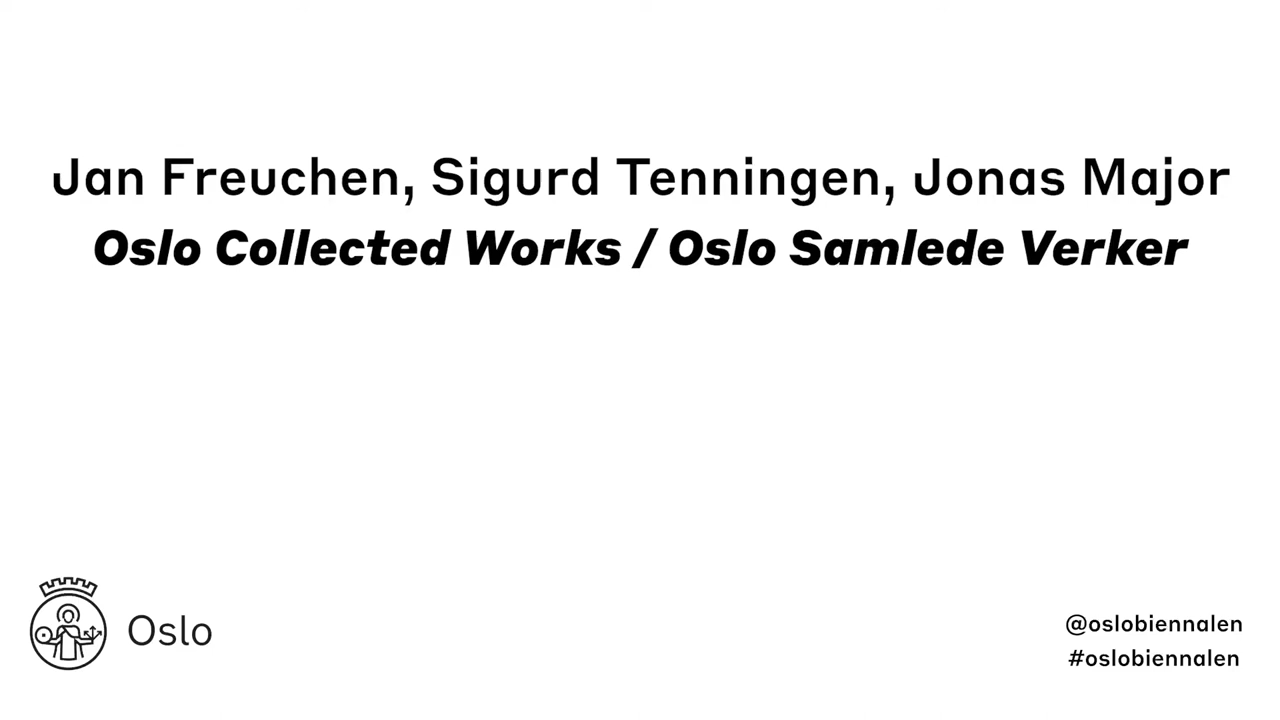 Jan Freuchen, Sigurd Tenningen, Jonas Major
Oslo Collected Works / Oslo Samlede Verker
Oslo
@oslobiennalen
#oslobiennalen